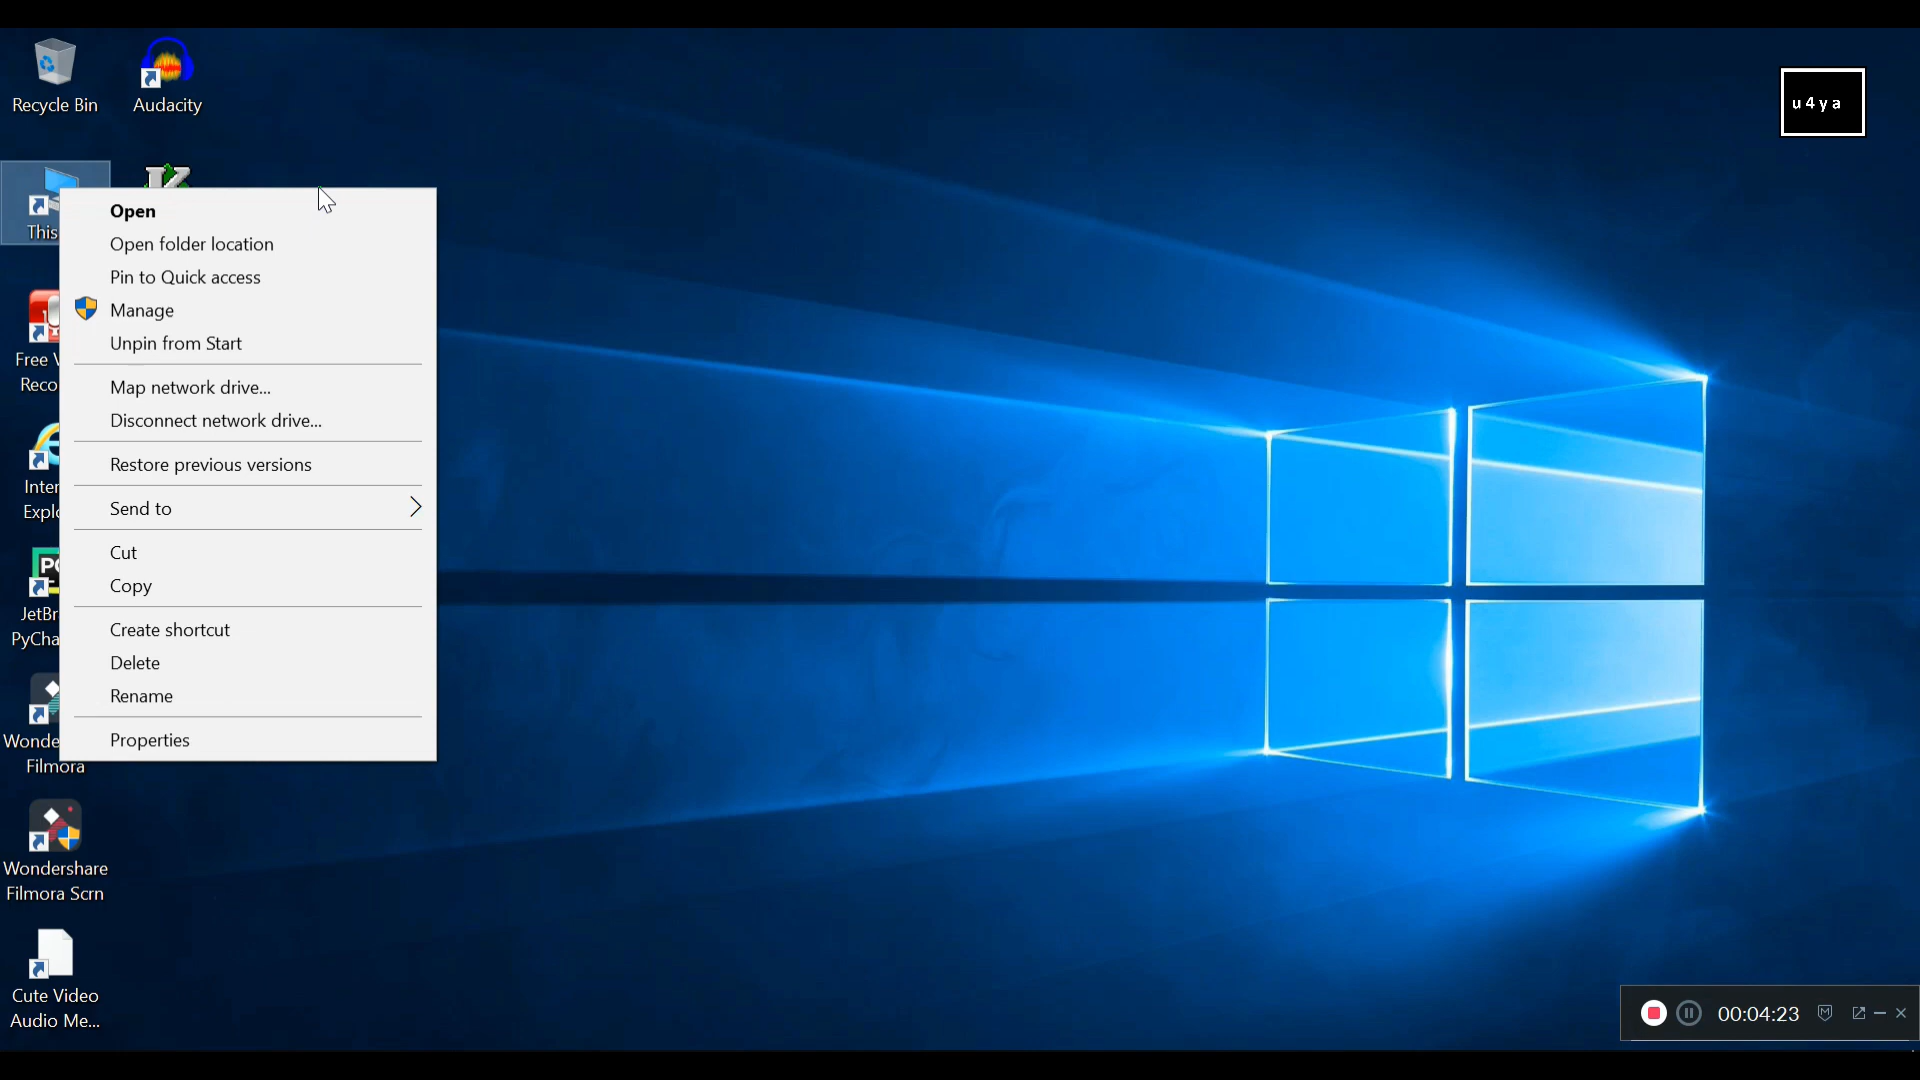 Recycle Bin
Audacity
u4ya
This
Open
Open folder location
Pin to Quick access
Manage
Unpin from Start
Map network drive...
Disconnect network drive...
Restore previous versions
Send to
Cut
Copy
Create shortcut
Delete
Rename
Properties
Free
Reco
Inter
Explo
PC
JetBr
PyCha
Wonde
Filmora
Wondershare
Filmora Scrn
Cute Video
Audio Me...
00:04:23